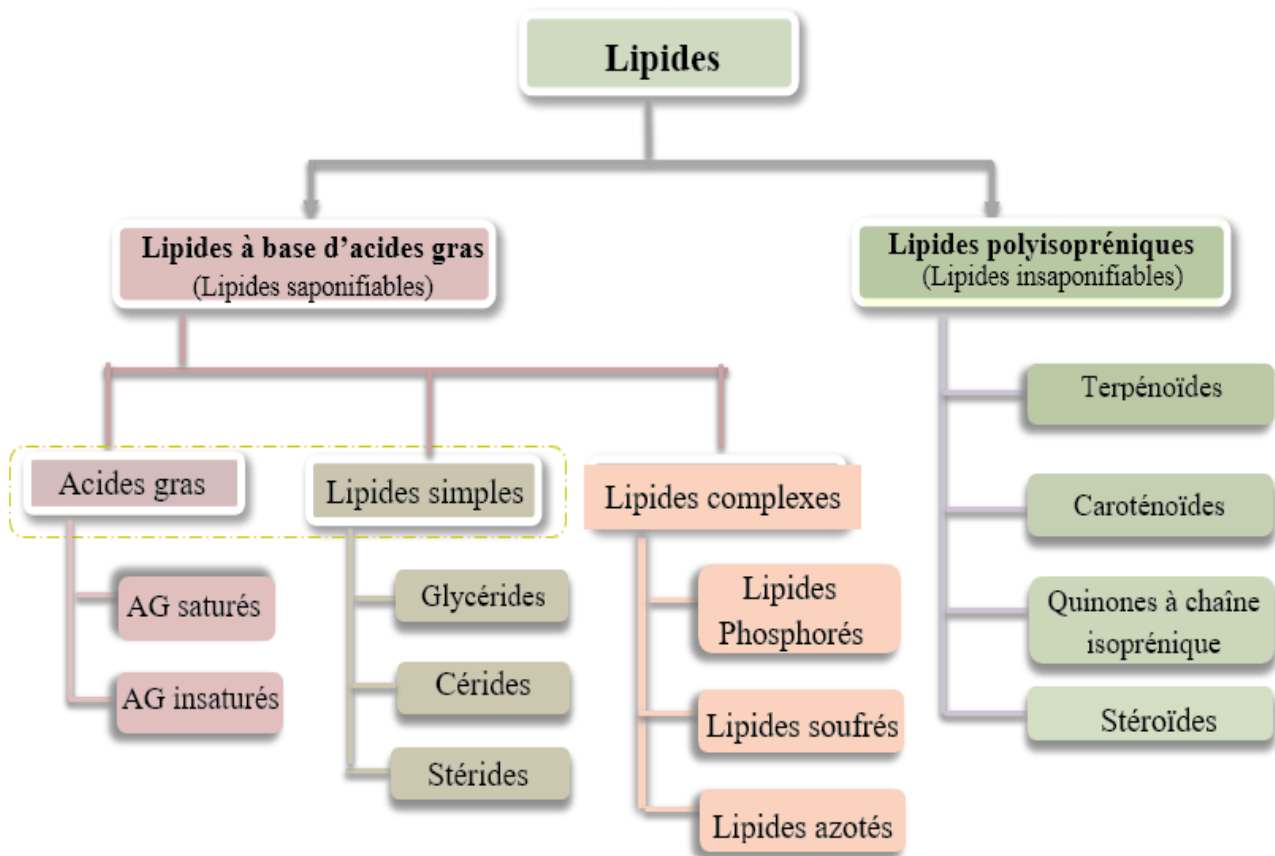 Lipides
Lipides à base d’acides gras
(Lipides saponifiables)
Lipides polyisopréniques
(Lipides insaponifiables)
Acides gras
AG saturés
AG insaturés
Lipides simples
Glycérides
Cérides
Stérides
Lipides complexes
Lipides
Phosphorés
Lipides soufrés
Lipides azotés
Terpénoïdes
Caroténoïdes
Quinones à chaîne
isoprénique
Stéroïdes